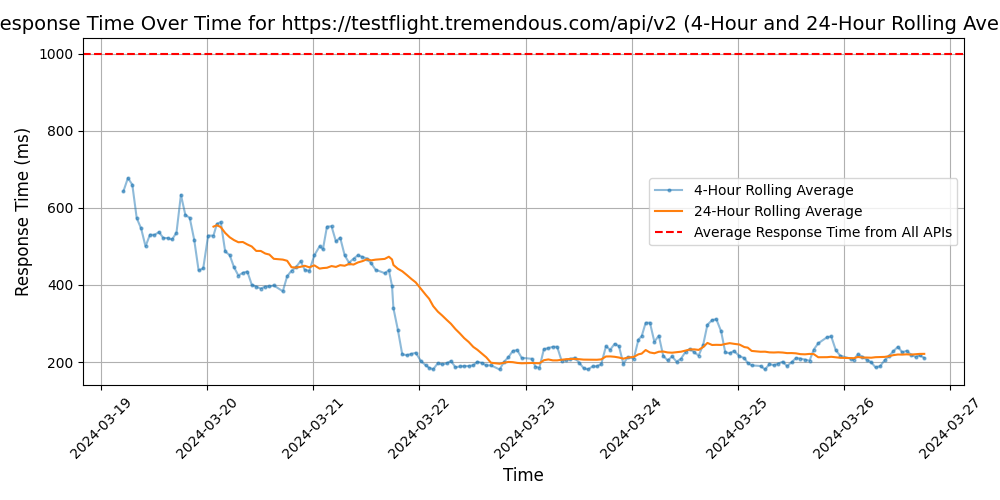 esponse Time Over Time for https://testflight.tremendous.com/api/v2 (4-Hour and 24-Hour Rolling Ave
1000
800
600
400
200
Response Time (ms)
4-Hour Rolling Average
24-Hour Rolling Average
Average Response Time from All APIs
2024-03-19
2024-03-20
2024-03-21
2024-03-22
2024-03-23
2024-03-24
2024-03-25
2024-03-26
2024-03-27
Time